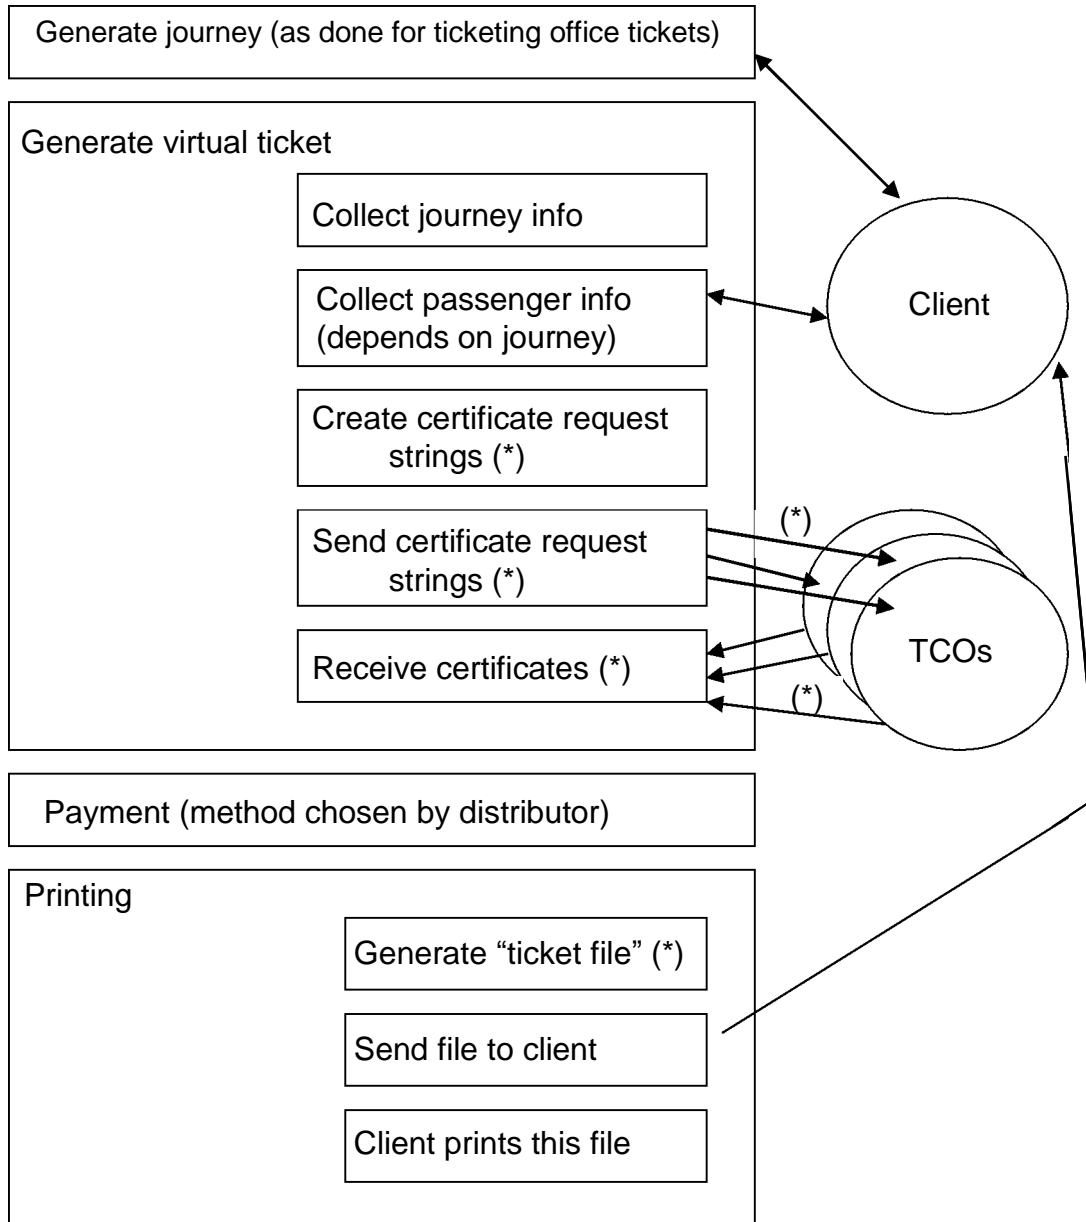 Generate journey (as done for ticketing office tickets)
Generate virtual ticket
Collect journey info
Collect passenger info
(depends on journey)
Client
Create certificate request
strings (*)
Send certificate request
strings (*)
(*)
Receive certificates (*)
TCOs
(*)
Payment (method chosen by distributor)
Printing
Generate “ticket file” (*)
Send file to client
Client prints this file